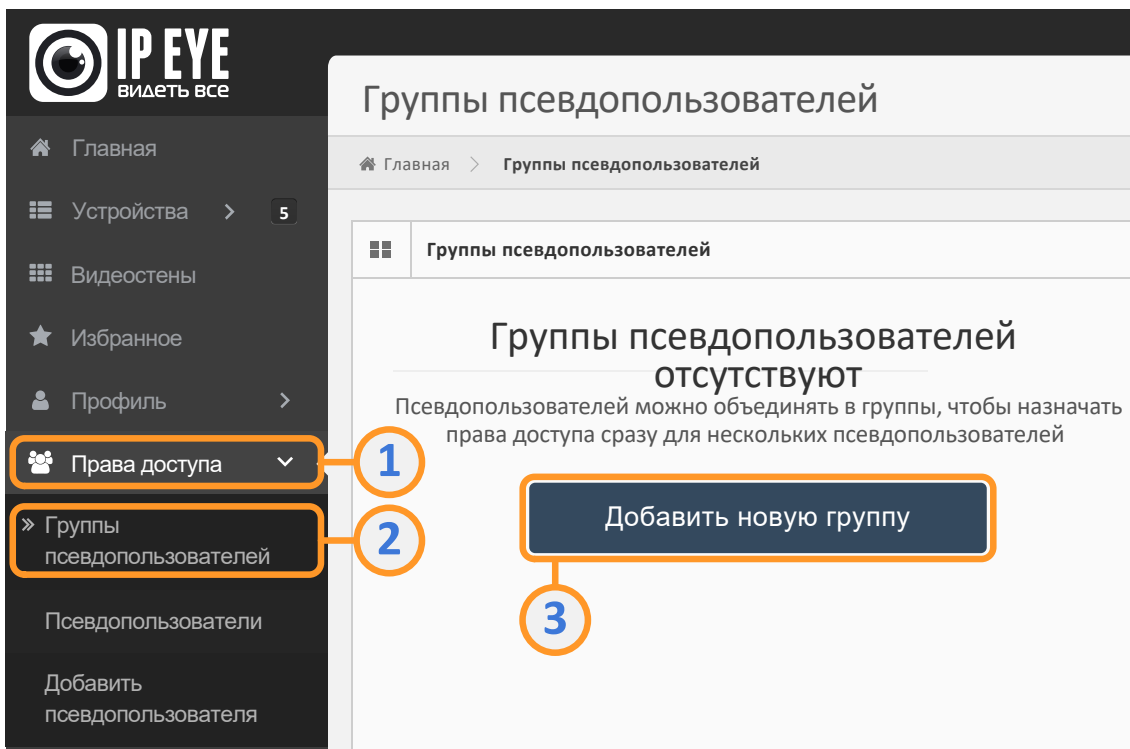 IP EYE
ВИДЕТЬ ВСЕ
Главная
Устройства
5
Видеостены
Избранное
Профиль
Права доступа
1
Группы
псевдопользователей
2
Псевдопользователи
Добавить
псевдопользователя
Группы псевдопользователей
Главная
Группы псевдопользователей
Группы псевдопользователей
Группы псевдопользователей
отсутствуют
Псевдопользователей можно объединять в группы, чтобы назначать
права доступа сразу для нескольких псевдопользователей
Добавить новую группу
3